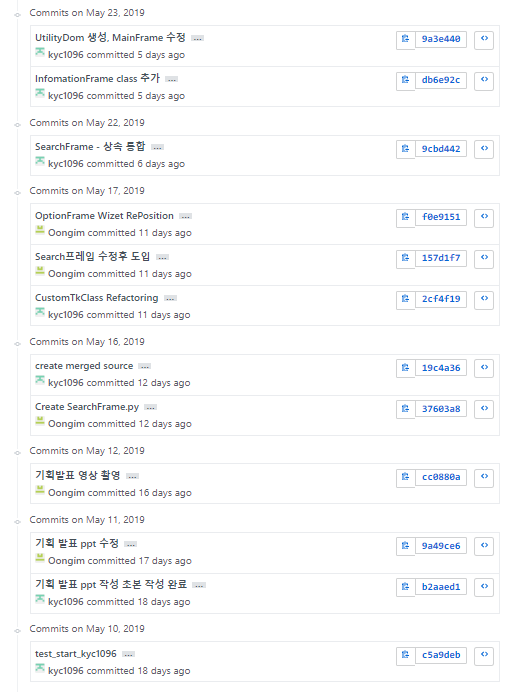 Commits on May 23, 2019
UtilityDom 생성, MainFrame 수정 …
9a3e440
kyc1096 committed 5 days ago
InfomationFrame class 추가 …
db6e92c
kyc1096 committed 5 days ago
Commits on May 22, 2019
SearchFrame - 상속 통합 …
9cbd442
kyc1096 committed 6 days ago
Commits on May 17, 2019
OptionFrame Wizet RePosition …
f0e9151
Oongim committed 11 days ago
Search프레임 수정후 도입 …
157d1f7
Oongim committed 11 days ago
CustomTkClass Refactoring …
2cf4f19
kyc1096 committed 11 days ago
Commits on May 16, 2019
create merged source …
19c4a36
kyc1096 committed 12 days ago
Create SearchFrame.py …
37603a8
Oongim committed 12 days ago
Commits on May 12, 2019
기획발표 영상 촬영 …
cc0880a
Oongim committed 16 days ago
Commits on May 11, 2019
기획 발표 ppt 수정 …
9a49ce6
Oongim committed 17 days ago
기획 발표 ppt 작성 초본 작성 완료 …
b2aaed1
kyc1096 committed 18 days ago
Commits on May 10, 2019
test_start_kyc1096 …
c5a9deb
kyc1096 committed 18 days ago